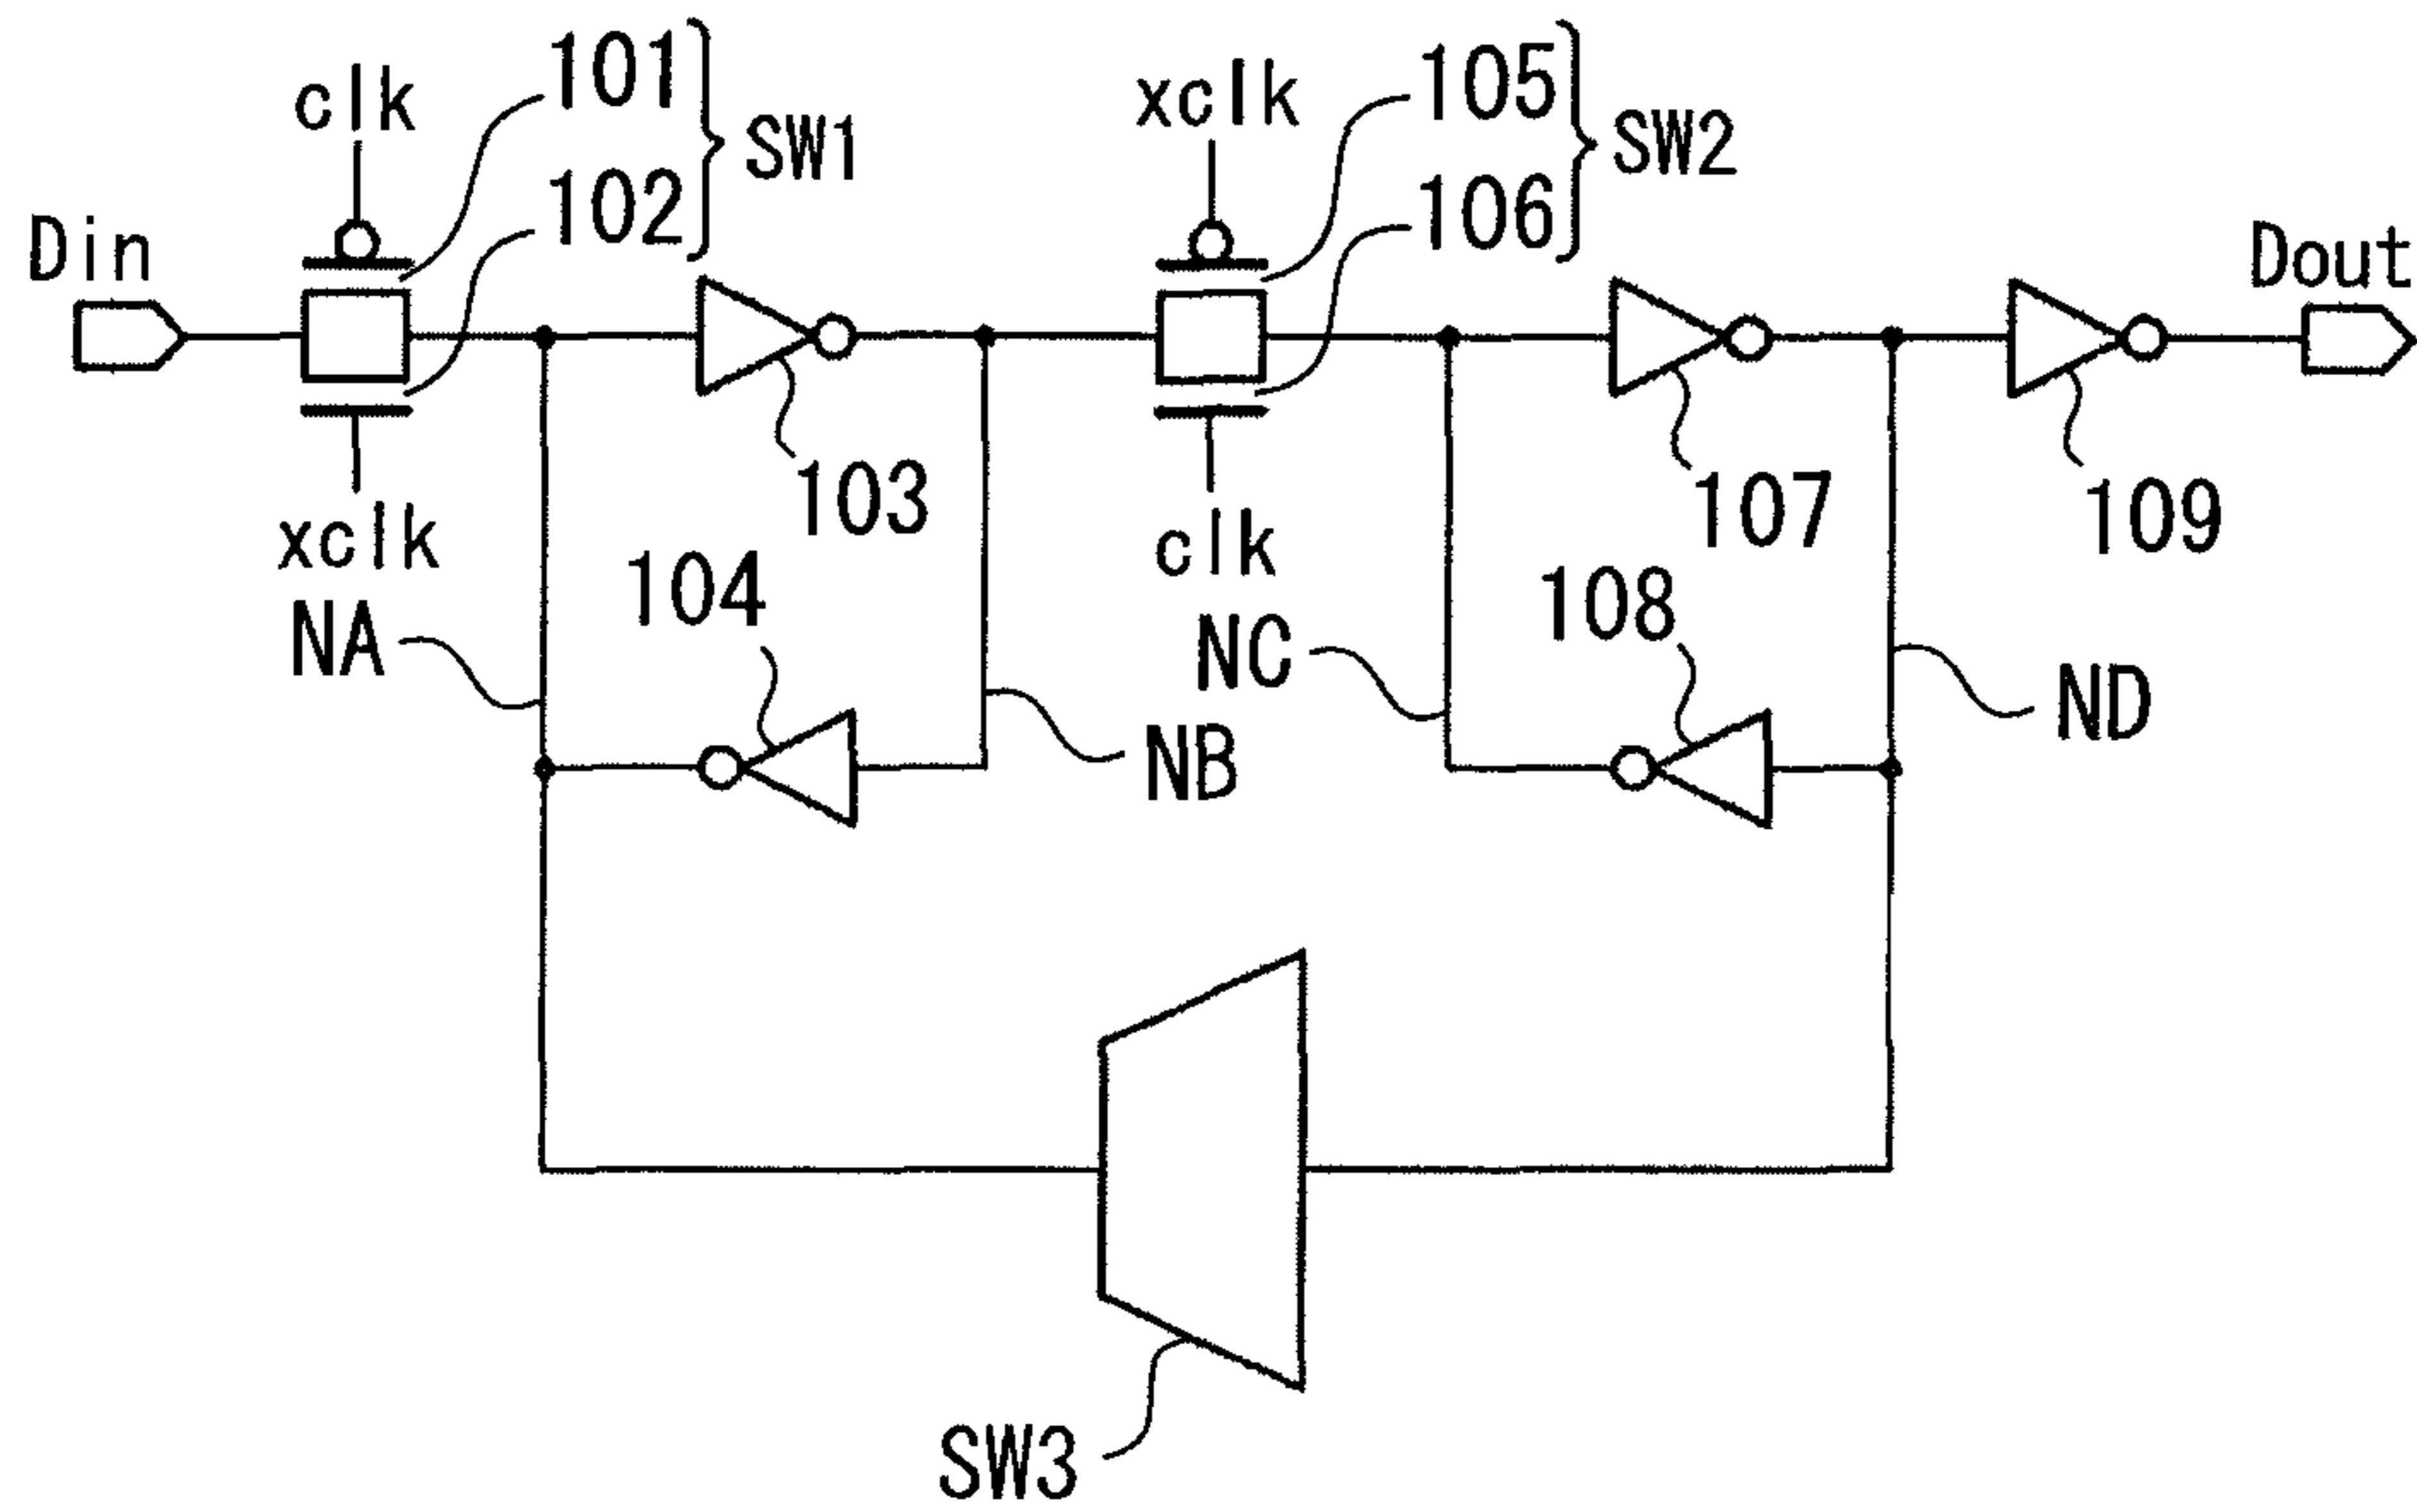 101
clk
102
SW1
xclk
105
106
SW2
Din
Dout
103
107
109
xclk
clk
104
108
NA
NC
ND
NB
SW3